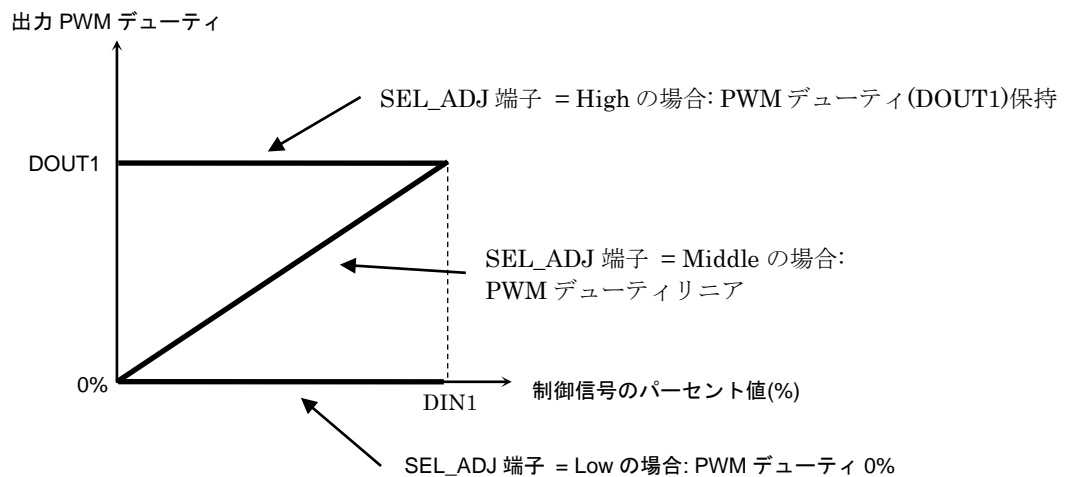 出力 PWM デューティ
SEL_ADJ 端子 = High の場合: PWM デューティ(DOUT1)保持
DOUT1
SEL_ADJ 端子 = Middle の場合:
PWM デューティリニア
0%
DIN1
制御信号のパーセント値(%)
SEL_ADJ 端子 = Low の場合: PWM デューティ 0%